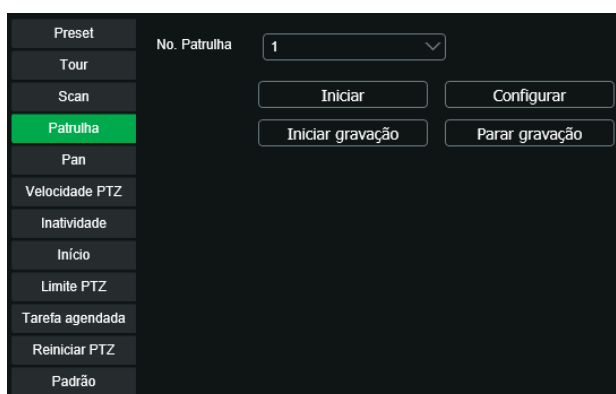 Preset
Tour
Scan
Patrulha
Pan
Velocidade PTZ
Inatividade
Início
Limite PTZ
Tarefa agendada
Reiniciar PTZ
Padrão
No. Patrulha 1
Iniciar Configurar
Iniciar gravação Parar gravação